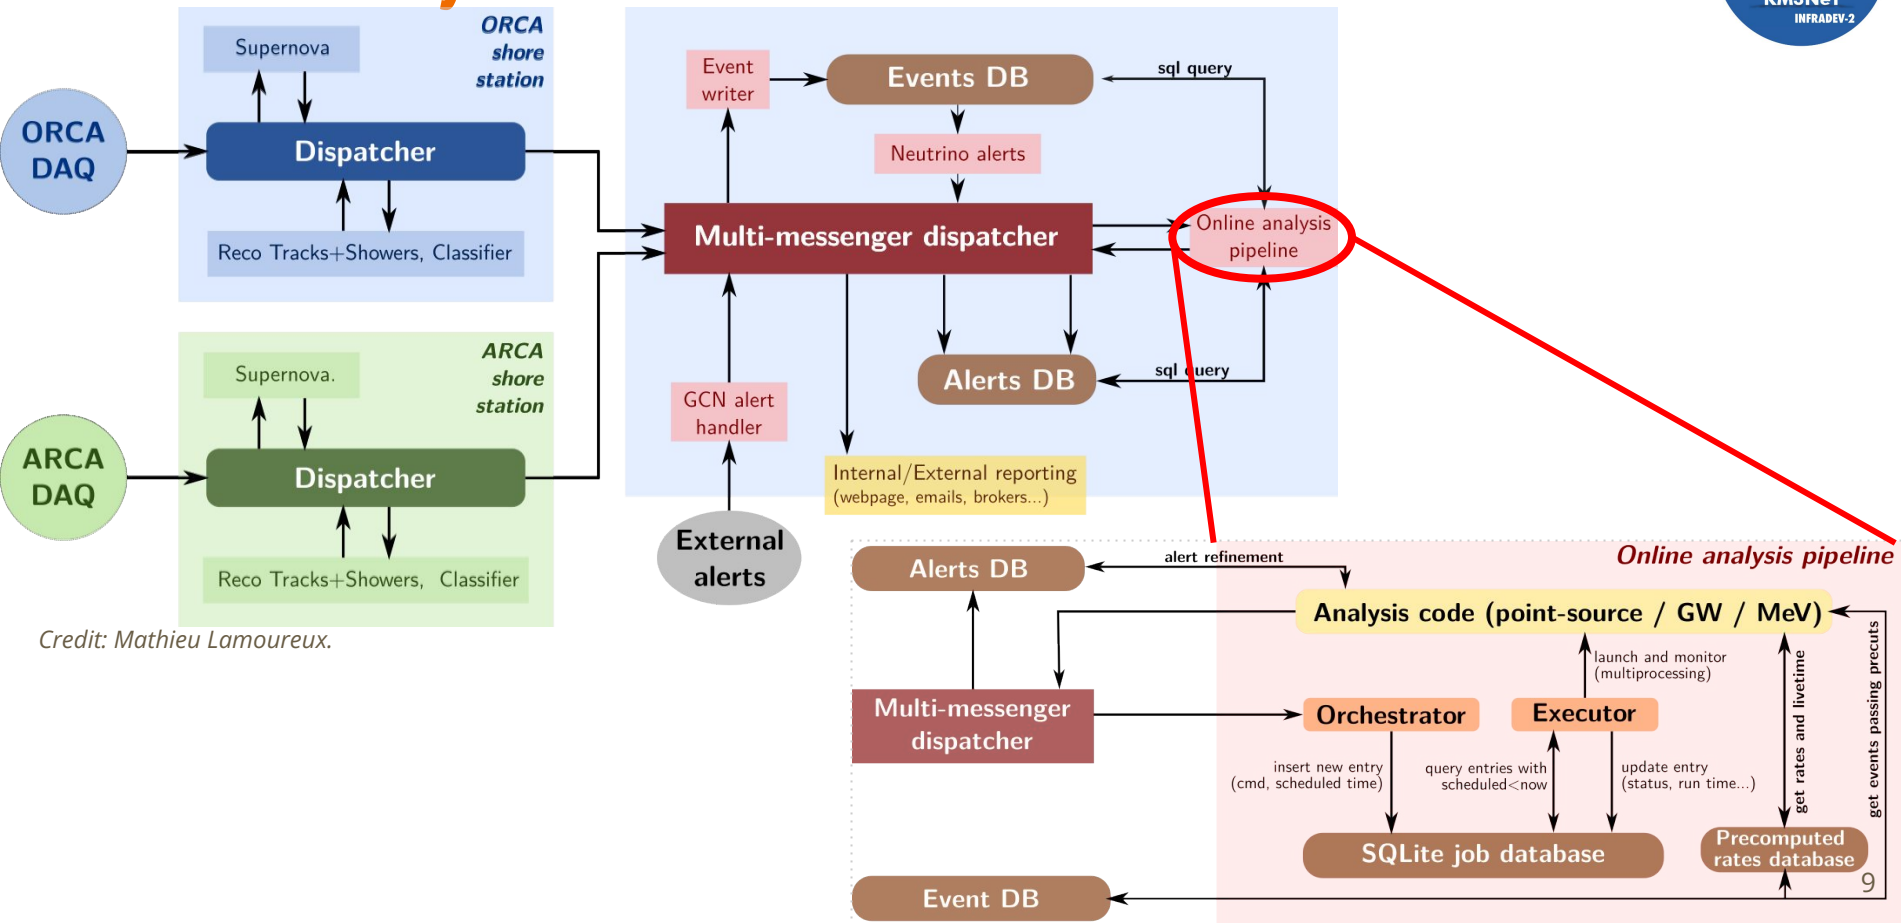 KM3NeT
INFRADEV-2
ORCA
shore
station
Supernova
ORCA
DAQ
Dispatcher
Reco Tracks+Showers, Classifier
ARCA
shore
station
Supernova.
ARCA
DAQ
Dispatcher
Reco Tracks+Showers, Classifier
Credit: Mathieu Lamoureux.
Event
writer
Events DB
sql query
Neutrino alerts
Multi-messenger dispatcher
Online analysis
pipeline
Alerts DB
sql query
GCN alert
handler
Internal/External reporting
(webpage, emails, brokers...)
External
alerts
Online analysis pipeline
Alerts DB
alert refinement
Analysis code (point-source / GW / MeV)
launch and monitor
(multiprocessing)
Multi-messenger
dispatcher
Orchestrator
Executor
insert new entry
(cmd, scheduled time)
query entries with
scheduled<now
update entry
(status, run time...)
get rates and livetime
get events passing precuts
SQLite job database
Precomputed
rates database
Event DB
9